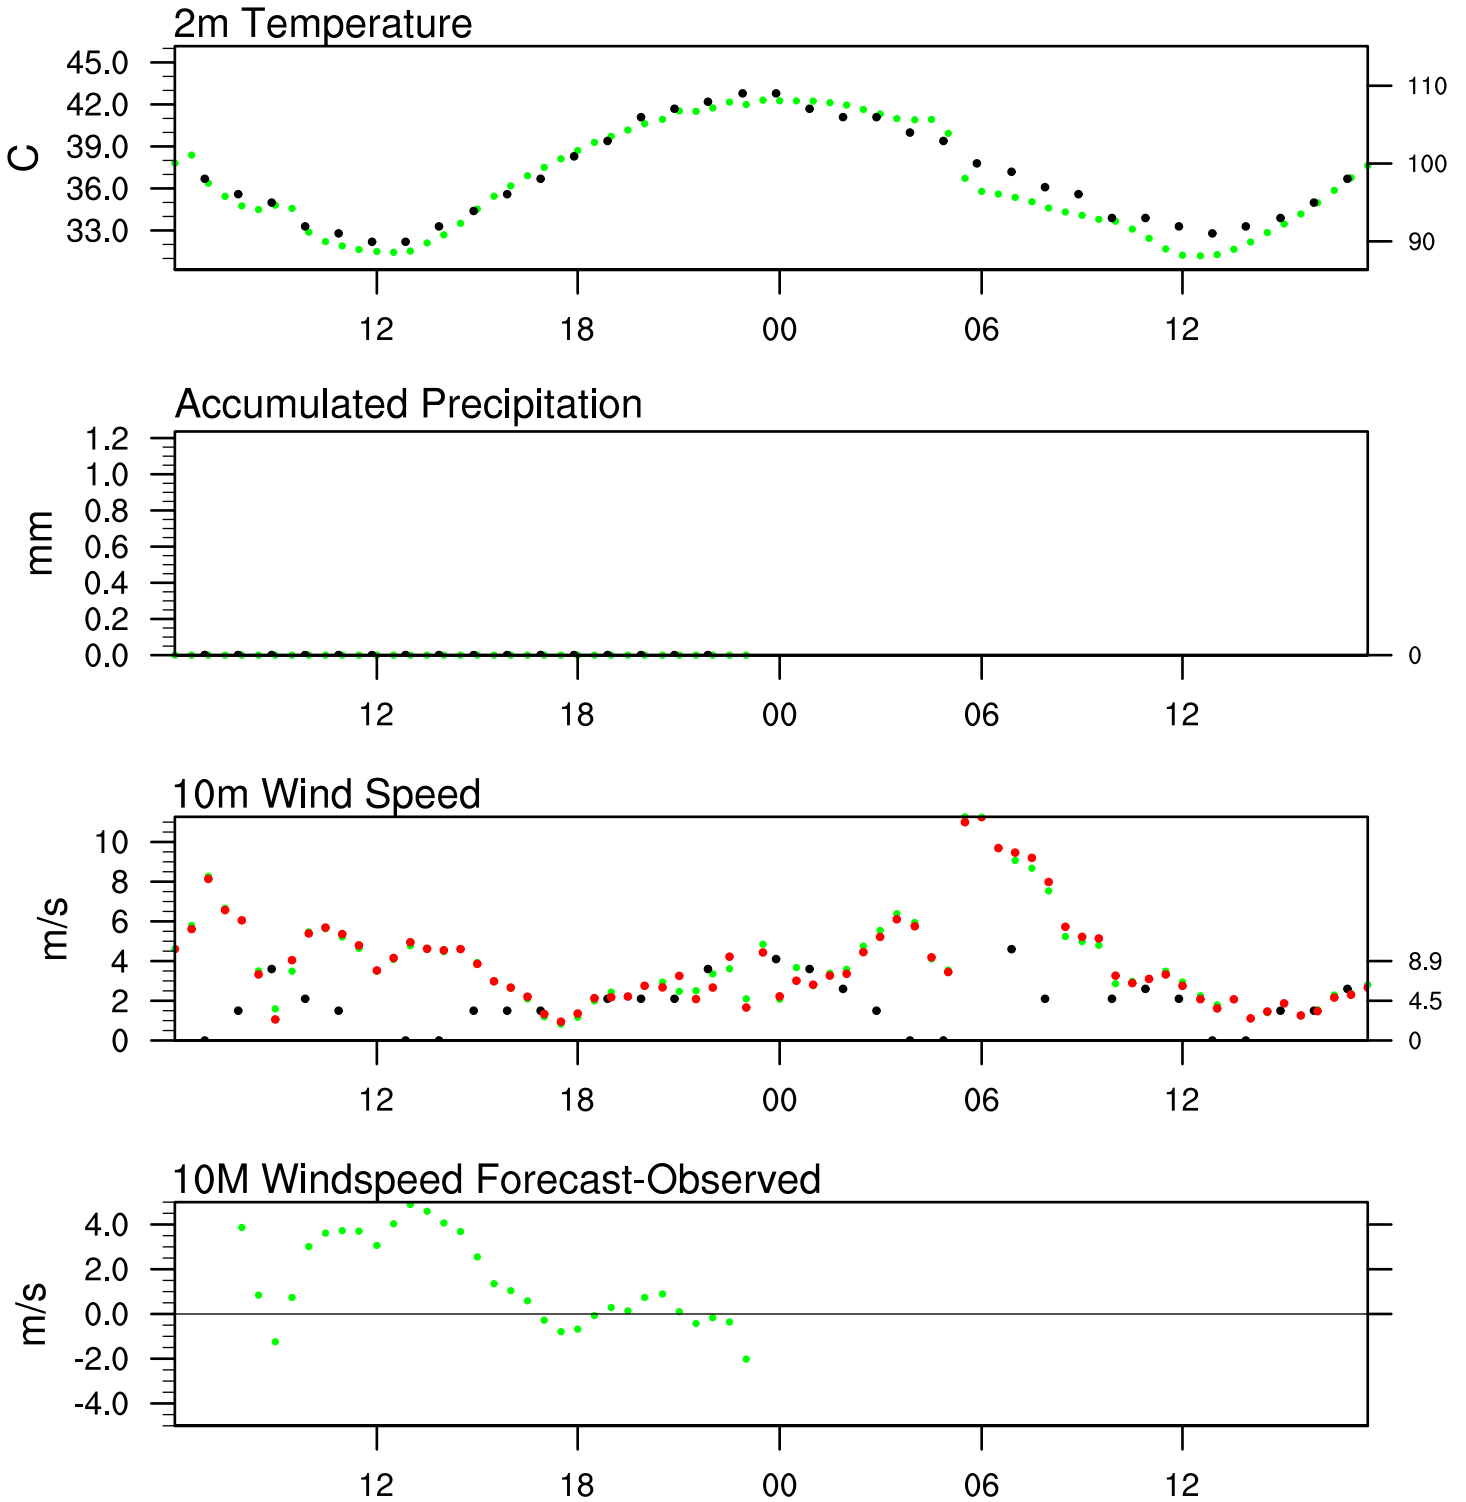 2m Temperature
45.0
42.0
39.0
36.0
33.0
C
110
100
90
12 18 00 06 12
Accumulated Precipitation
1.2
1.0
0.8
0.6
0.4
0.2
0.0
mm
0
12 18 00 06 12
10m Wind Speed
10
8
6
4
2
0
m/s
8.9
4.5
0
12 18 00 06 12
10M Windspeed Forecast-Observed
4.0
2.0
0.0
-2.0
-4.0
m/s
12 18 00 06 12